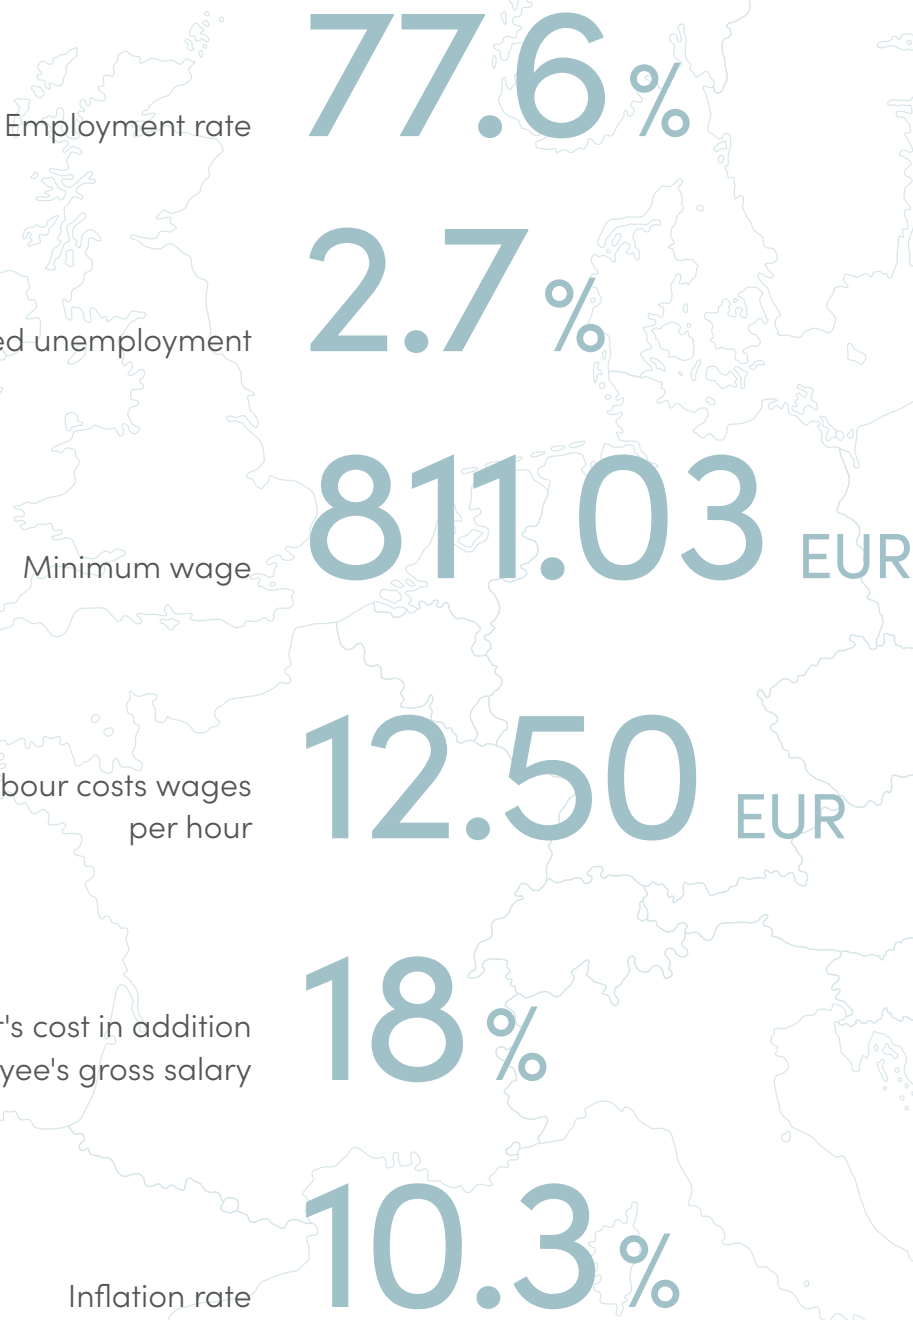 Employment rate 77.6 %
ed unemployment 2.7 %
Minimum wage 811.03 EUR
bour costs wages
per hour 12.50 EUR
18 %
r's cost in addition
yee's gross salary
Inflation rate 10.3 %